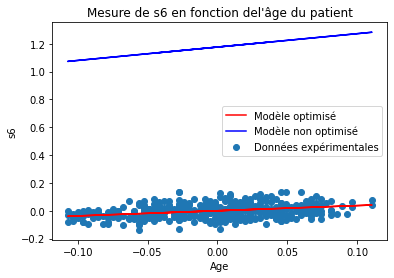 Mesure de s6 en fonction del'âge du patient
1.2
1.0
0.8
0.6
0.4
0.2
0.0
−0.2
s6
Modèle optimisé
Modèle non optimisé
Données expérimentales
−0.10
−0.05
0.00
0.05
0.10
Age